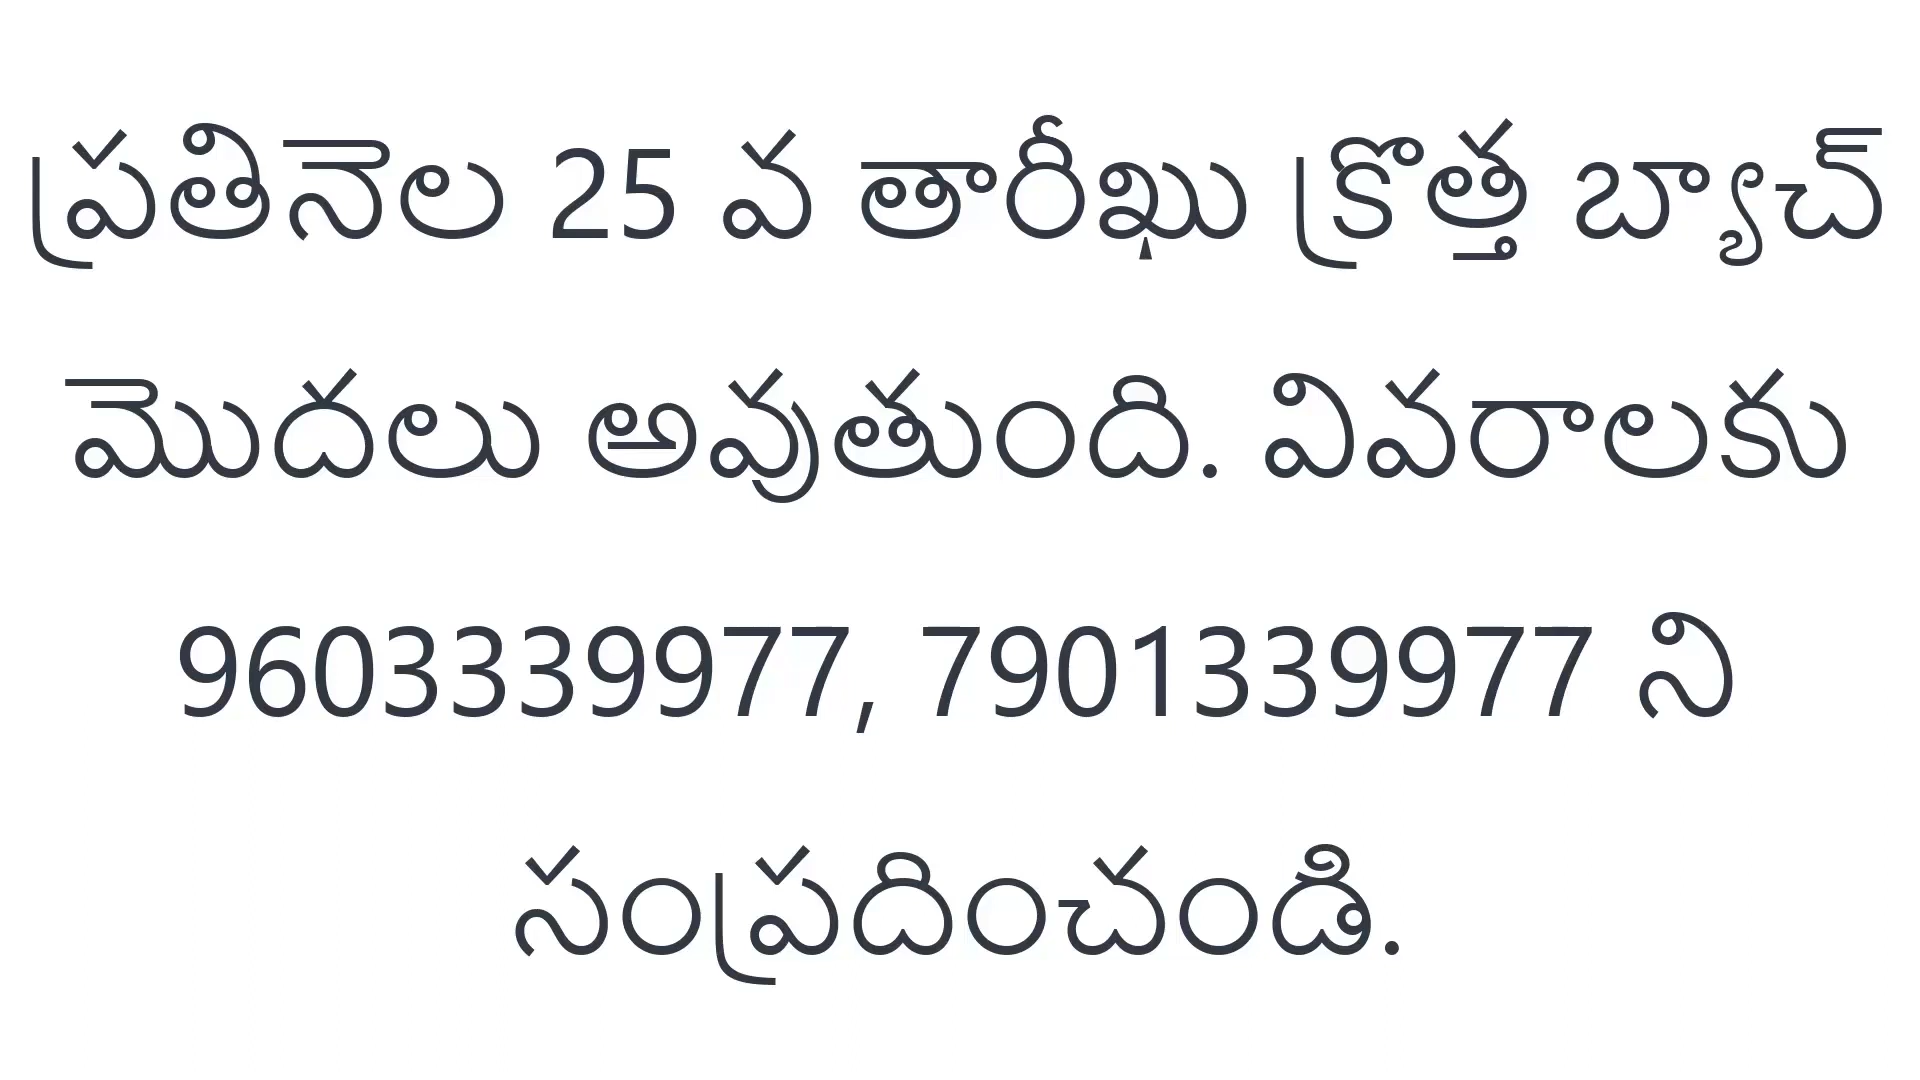 ప్రతినెల 25 వ తారీఖు క్రొత్త బ్యాచ్
మొదలు అవుతుంది. వివరాలకు
9603339977, 7901339977 ని
సంప్రదించండి.